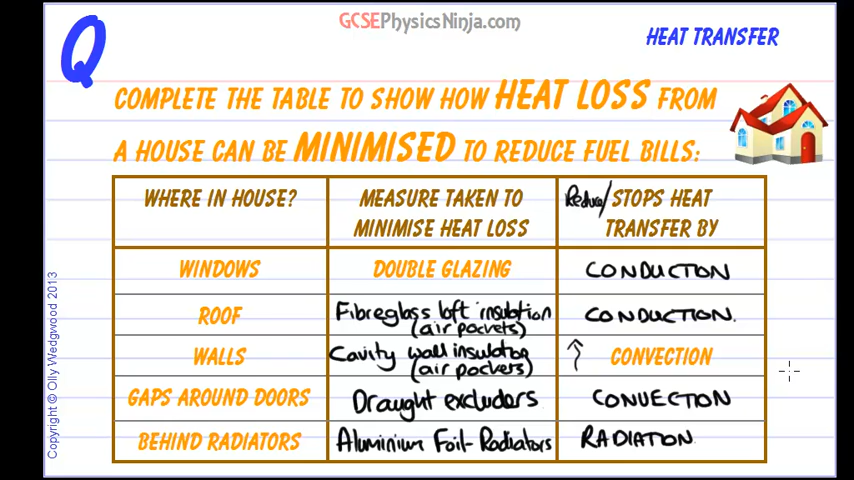 GCSEPhysicsNinja.com
Q
HEAT TRANSFER
COMPLETE THE TABLE TO SHOW HOW HEAT LOSS FROM
A HOUSE CAN BE MINIMISED TO REDUCE FUEL BILLS:
WHERE IN HOUSE?
MEASURE TAKEN TO
MINIMISE HEAT LOSS
Reduce/STOPS HEAT
TRANSFER BY
WINDOWS
DOUBLE GLAZING
CONDUCTION
ROOF
Fibreglass loft insulation
(air pockets)
CONDUCTION.
WALLS
Cavity wall insulation
(air pockets)
↑ CONVECTION
GAPS AROUND DOORS
Draught excluders
CONVECTION
BEHIND RADIATORS
Aluminium Foil-Radiators
RADIATION
Copyright © Olly Wedgwood 2013